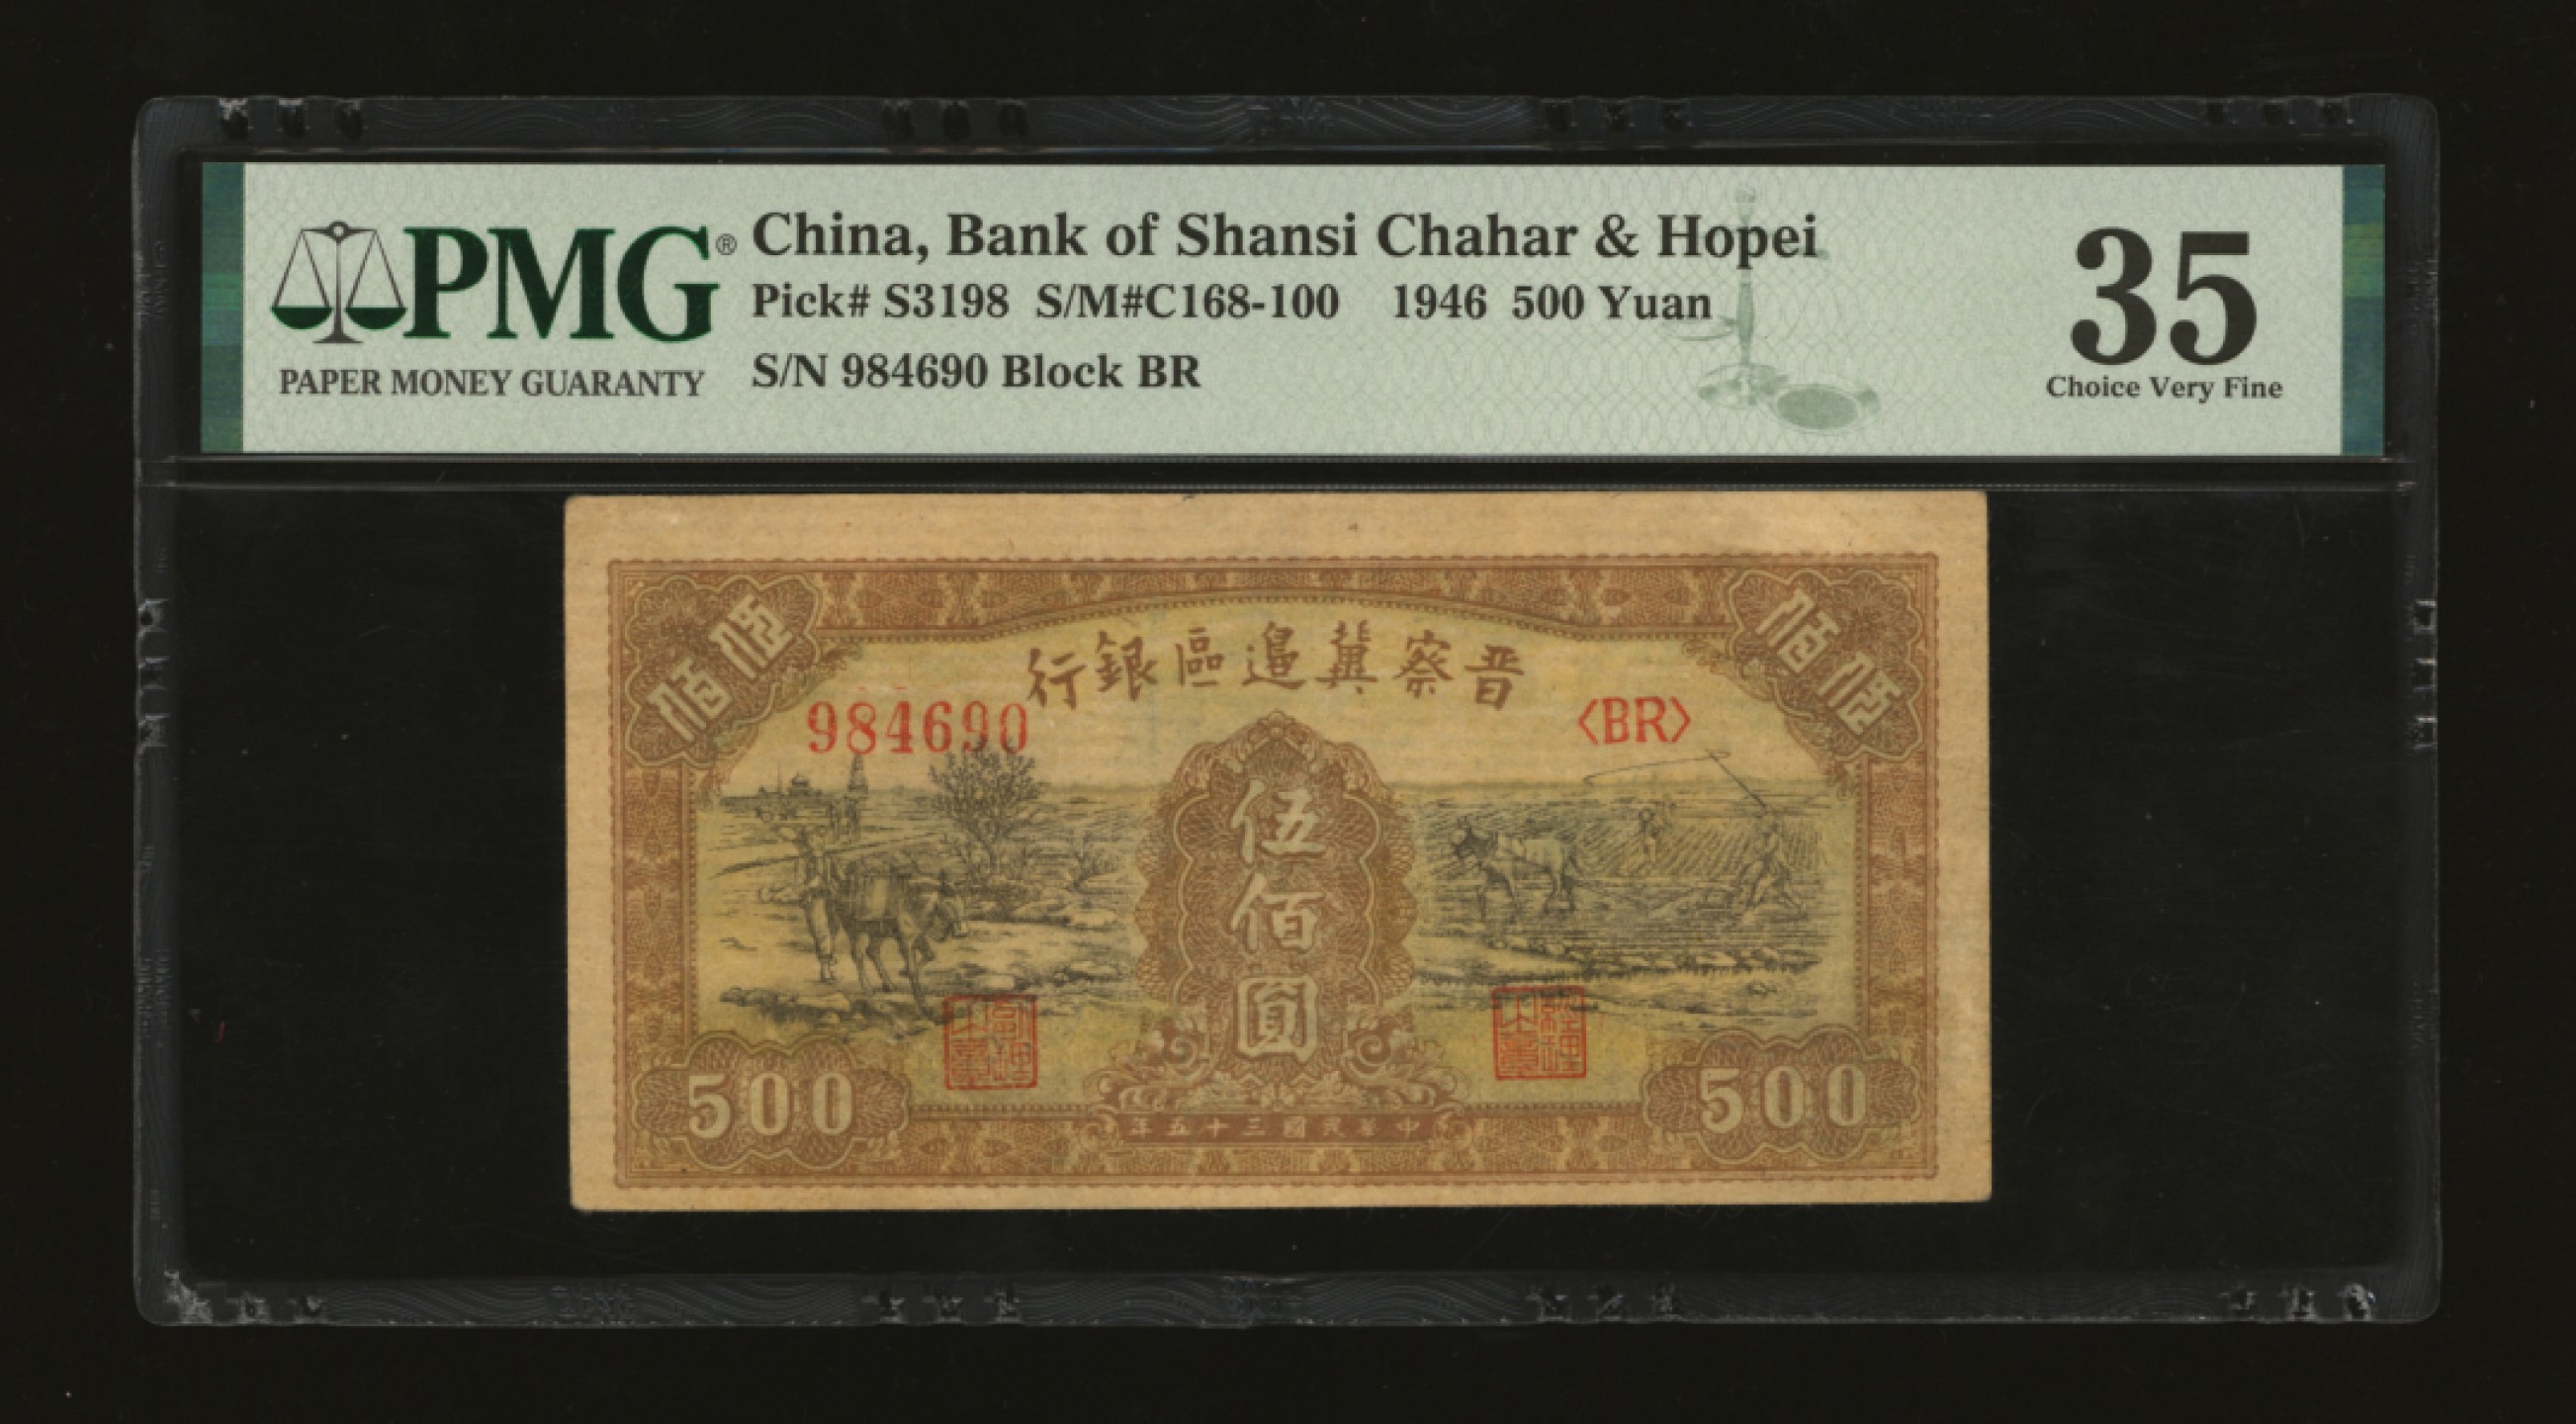 PMG®
PAPER MONEY GUARANTY
China, Bank of Shansi Chahar & Hopei
Pick# S3198 S/M#C168-100 1946 500 Yuan
S/N 984690 Block BR
35
Choice Very Fine
伍佰
伍佰
晋察冀邊區銀行
984690
<BR>
伍佰圓
500
500
中華民國三十五年